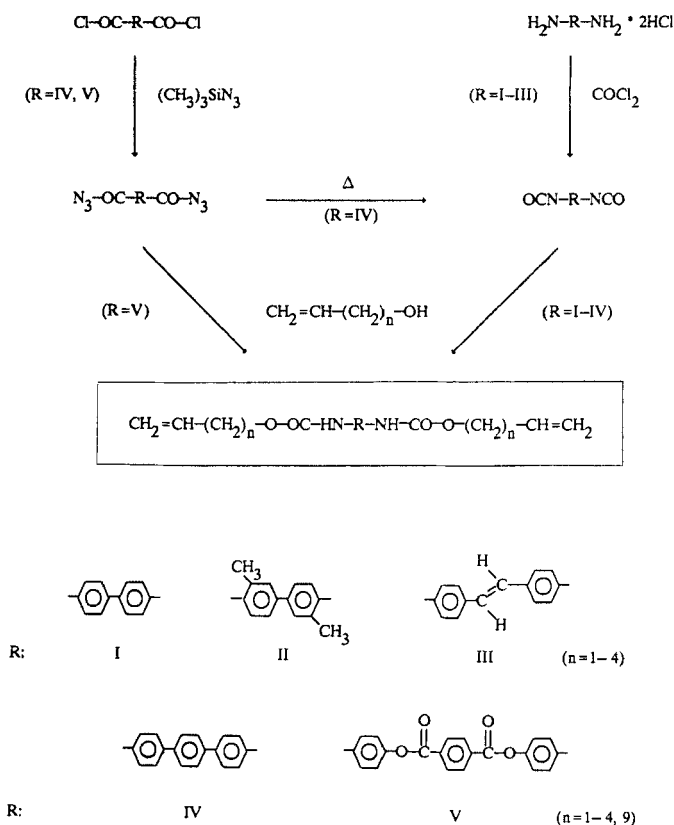 Cl–OC–R–CO–Cl
H₂N–R–NH₂ • 2HCl
(R=IV, V)
(CH₃)₃SiN₃
(R=I–III)
COCl₂
N₃–OC–R–CO–N₃
Δ
(R=IV)
OCN–R–NCO
(R=V)
CH₂=CH–(CH₂)ₙ–OH
(R=I–IV)
CH₂=CH–(CH₂)ₙ–O–OC–HN–R–NH–CO–O–(CH₂)ₙ–CH=CH₂
CH₃
CH₃
H
C=C
H
R:
I
II
III
(n=1–4)
O
O
O–C
C–O
R:
IV
V
(n=1–4, 9)